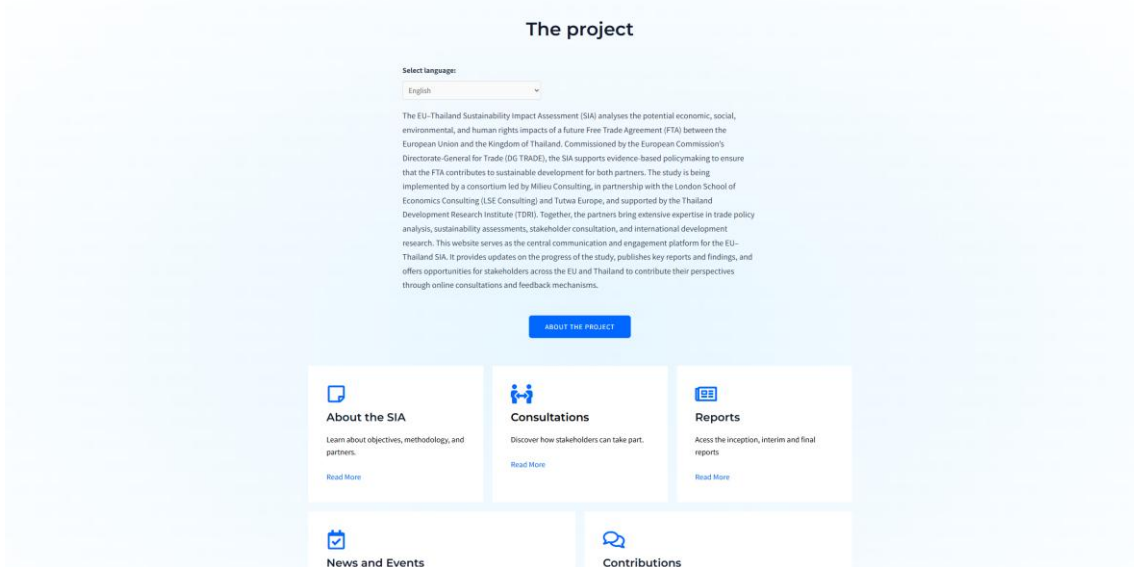 The project
Select language:
English
The EU–Thailand Sustainability Impact Assessment (SIA) analyses the potential economic, social,
environmental, and human rights impacts of a future Free Trade Agreement (FTA) between the
European Union and the Kingdom of Thailand. Commissioned by the European Commission's
Directorate-General for Trade (DG TRADE), the SIA supports evidence-based policymaking to ensure
that the FTA contributes to sustainable development for both partners. The study is being
implemented by a consortium led by Milieu Consulting, in partnership with the London School of
Economics Consulting (LSE Consulting) and Tutwa Europe, and supported by the Thailand
Development Research Institute (TDRI). Together, the partners bring extensive expertise in trade policy
analysis, sustainability assessments, stakeholder consultation, and international development
research. This website serves as the central communication and engagement platform for the EU–
Thailand SIA. It provides updates on the progress of the study, publishes key reports and findings, and
offers opportunities for stakeholders across the EU and Thailand to contribute their perspectives
through online consultations and feedback mechanisms.
ABOUT THE PROJECT
About the SIA
Learn about objectives, methodology, and
partners.
Read More
Consultations
Discover how stakeholders can take part.
Read More
Reports
Acess the inception, interim and final
reports
Read More
News and Events
Contributions